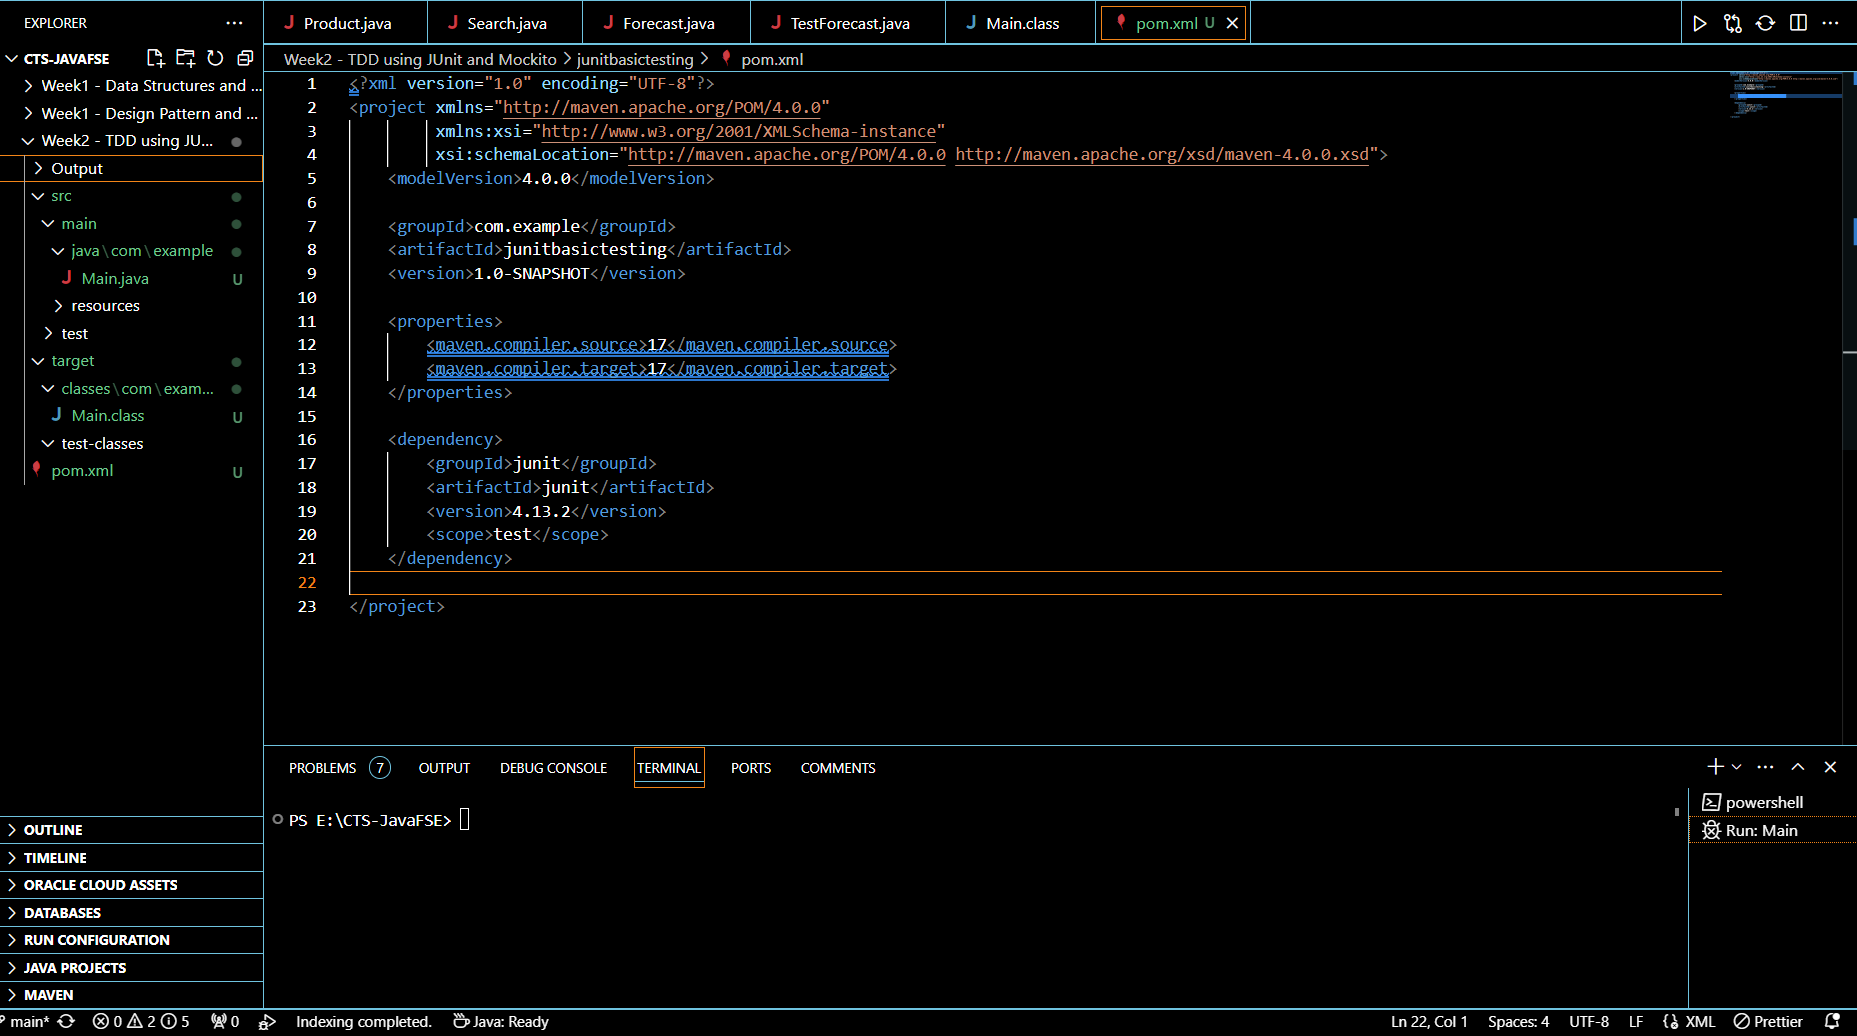 EXPLORER
CTS-JAVAFSE
Week1 - Data Structures and ...
Week1 - Design Pattern and ...
Week2 - TDD using JU...
Output
src
main
java\com\example
Main.java U
resources
test
target
classes\com\exam...
Main.class U
test-classes
pom.xml U
OUTLINE
TIMELINE
ORACLE CLOUD ASSETS
DATABASES
RUN CONFIGURATION
JAVA PROJECTS
MAVEN
Product.java Search.java Forecast.java TestForecast.java Main.class pom.xml U
Week2 - TDD using JUnit and Mockito > junitbasictesting > pom.xml
1 <?xml version="1.0" encoding="UTF-8"?>
2 <project xmlns="http://maven.apache.org/POM/4.0.0"
3 xmlns:xsi="http://www.w3.org/2001/XMLSchema-instance"
4 xsi:schemaLocation="http://maven.apache.org/POM/4.0.0 http://maven.apache.org/xsd/maven-4.0.0.xsd">
5 <modelVersion>4.0.0</modelVersion>
6
7 <groupId>com.example</groupId>
8 <artifactId>junitbasictesting</artifactId>
9 <version>1.0-SNAPSHOT</version>
10
11 <properties>
12 <maven.compiler.source>17</maven.compiler.source>
13 <maven.compiler.target>17</maven.compiler.target>
14 </properties>
15
16 <dependency>
17 <groupId>junit</groupId>
18 <artifactId>junit</artifactId>
19 <version>4.13.2</version>
20 <scope>test</scope>
21 </dependency>
22
23 </project>
PROBLEMS 7 OUTPUT DEBUG CONSOLE TERMINAL PORTS COMMENTS
PS E:\CTS-JavaFSE>
powershell
Run: Main
main* 0 2 5 0 Indexing completed. Java: Ready Ln 22, Col 1 Spaces: 4 UTF-8 LF XML Prettier